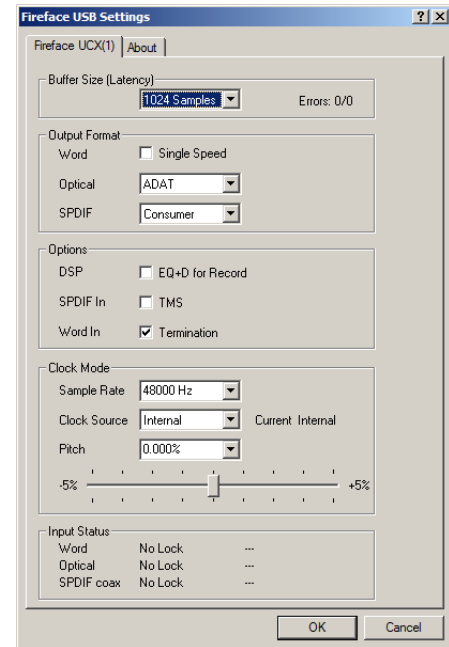 Fireface USB Settings
Fireface UCX(1) About
Buffer Size (Latency)
1024 Samples Errors: 0/0
Output Format
Word Single Speed
Optical ADAT
SPDIF Consumer
Options
DSP EQ+D for Record
SPDIF In TMS
Word In Termination
Clock Mode
Sample Rate 48000 Hz
Clock Source Internal Current Internal
Pitch 0.000%
-5% +5%
Input Status
Word No Lock ---
Optical No Lock ---
SPDIF coax No Lock ---
OK Cancel